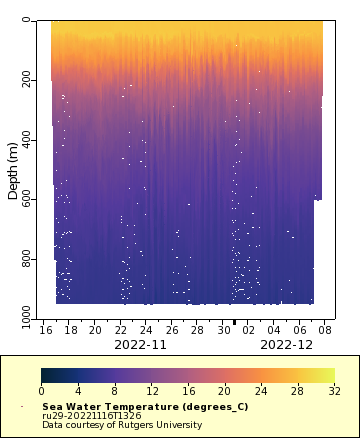 0
200
400
600
800
1000
Depth (m)
16 18 20 22 24 26 28 30 02 04 06 08
2022-11 2022-12
0 4 8 12 16 20 24 28 32
Sea Water Temperature (degrees_C)
ru29-20221116T1326
Data courtesy of Rutgers University